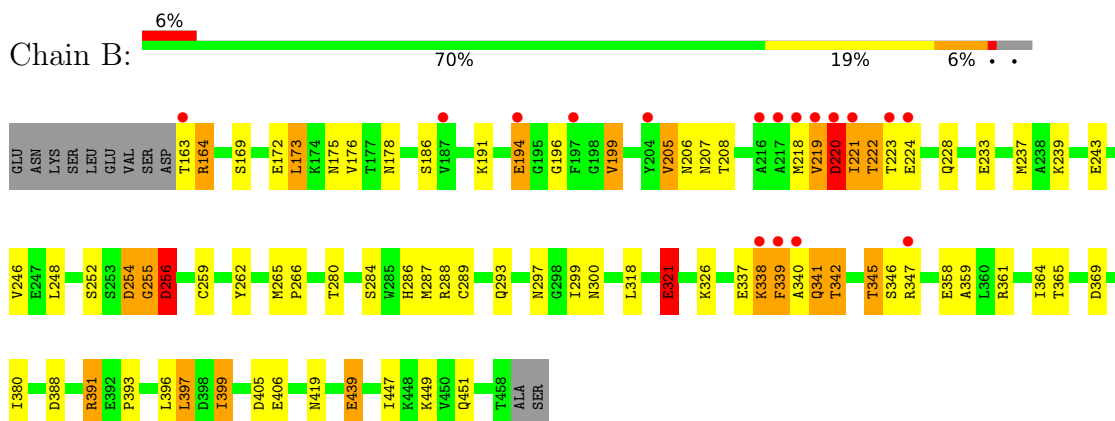 6%
Chain B:
70% 19% 6% • •
GLU ASN LYS SER LEU GLU VAL SER ASP T163 R164 S169 E172 L173 K174 N175 V176 T177 N178 S186 V187 K191 E194 G195 G196 F197 G198 V199 Y204 V205 N206 N207 T208 A216 A217 M218 V219 D220 I221 T222 T223 E224 Q228 E233 M237 A238 K239 E243
V246 E247 L248 S252 S253 D254 G255 D256 C259 Y262 M265 P266 T280 S284 W285 H286 M287 R288 C289 Q293 N297 G298 I299 N300 L318 E321 K326 E337 K338 F339 A340 Q341 T342 T345 S346 R347 E358 A359 L360 R361 I364 T365 D369
I380 D388 R391 E392 P393 L396 L397 D398 I399 D405 E406 N419 E439 I447 K448 K449 V450 Q451 T458 ALA SER